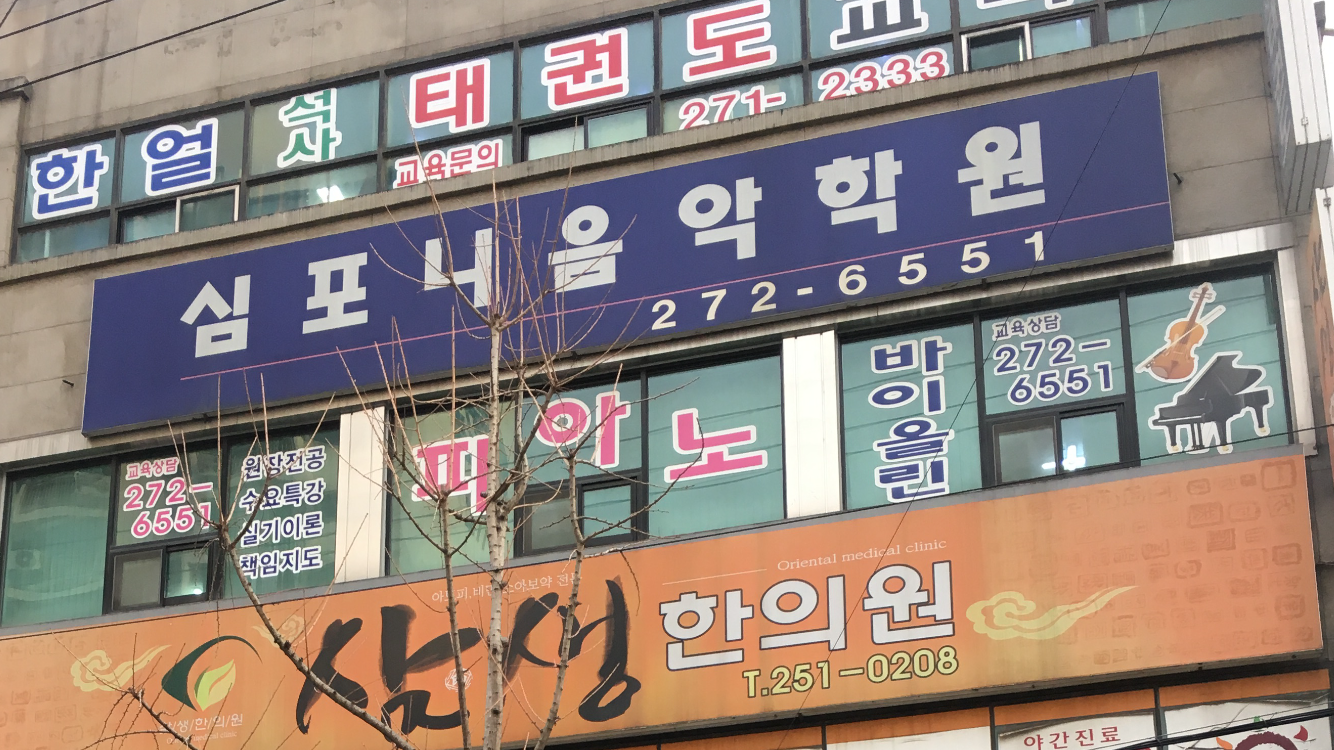 한얼 석사 태권도 교
교육문의 271-2333
심포니음악학원
272-6551
교육상담
272-
6551
원장전공
수요특강
실기이론
책임지도
피아노
바이올린
교육상담
272-
6551
Oriental medical clinic
삼성 한의원
T.251-0208
야간진료